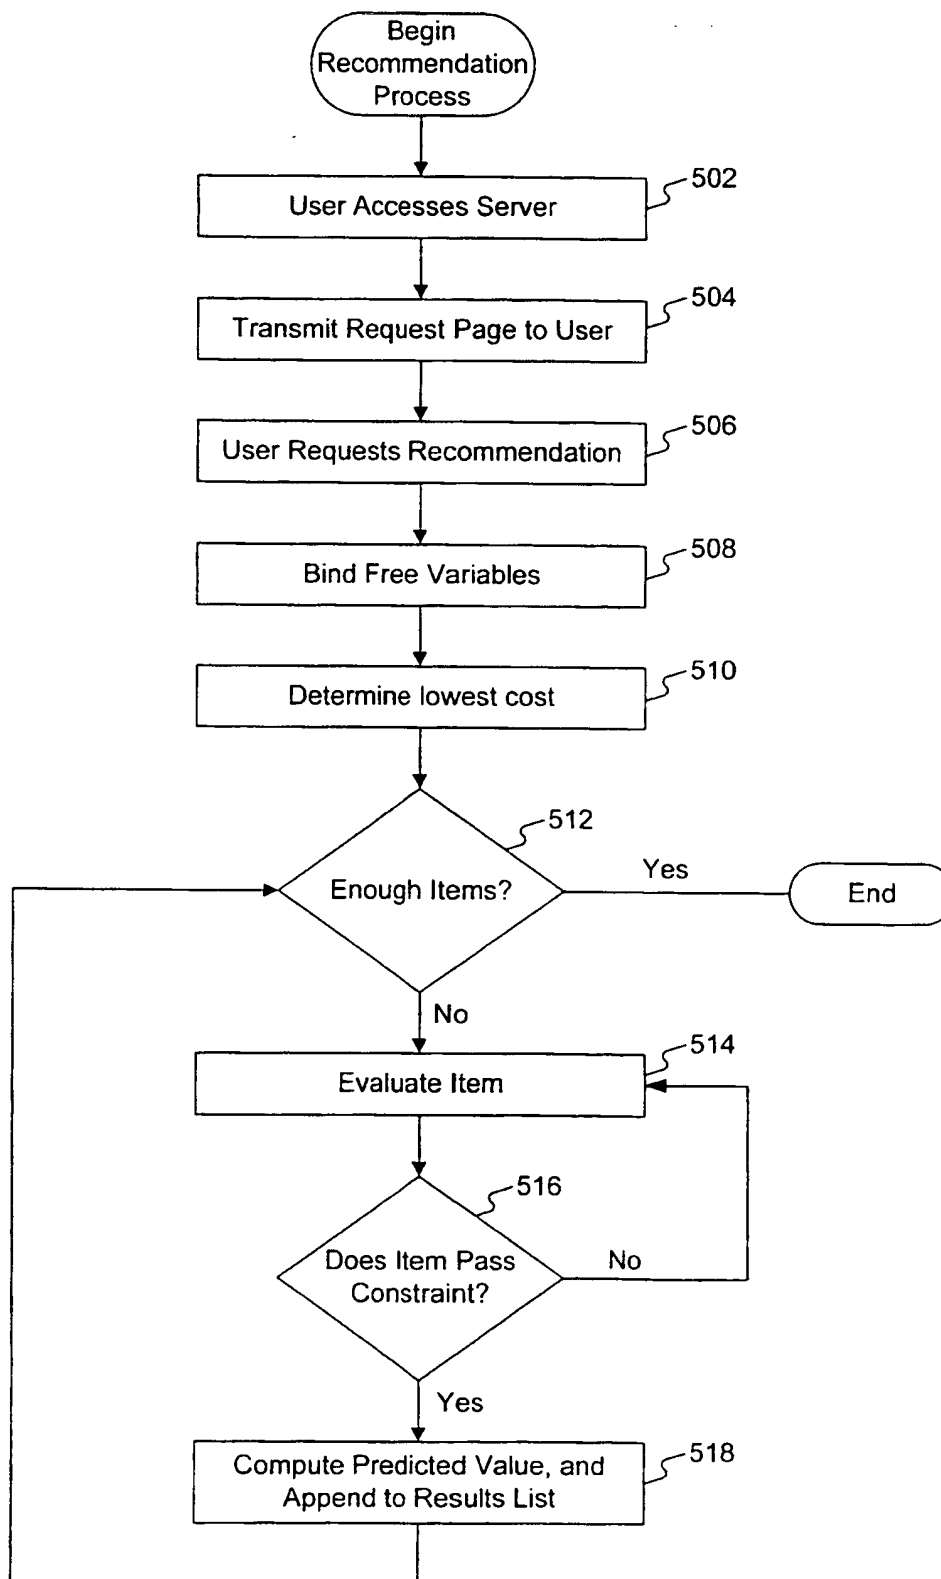 Begin
Recommendation
Process
502
User Accesses Server
504
Transmit Request Page to User
506
User Requests Recommendation
508
Bind Free Variables
510
Determine lowest cost
512
Enough Items?
Yes
End
No
514
Evaluate Item
516
Does Item Pass
Constraint?
No
Yes
518
Compute Predicted Value, and
Append to Results List